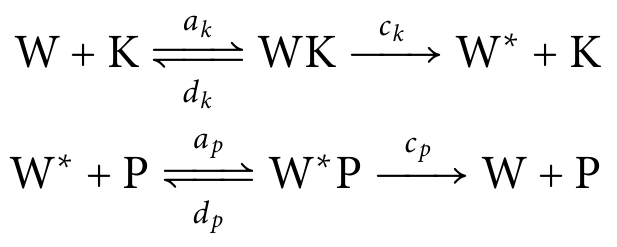 W + K ⇌ WK → W* + K
a_k d_k c_k
W* + P ⇌ W*P → W + P
a_p d_p c_p